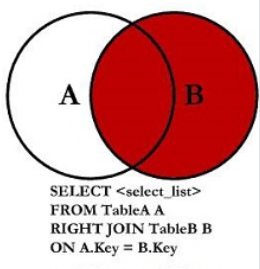 A B
SELECT <select_list>
FROM TableA A
RIGHT JOIN TableB B
ON A.Key = B.Key